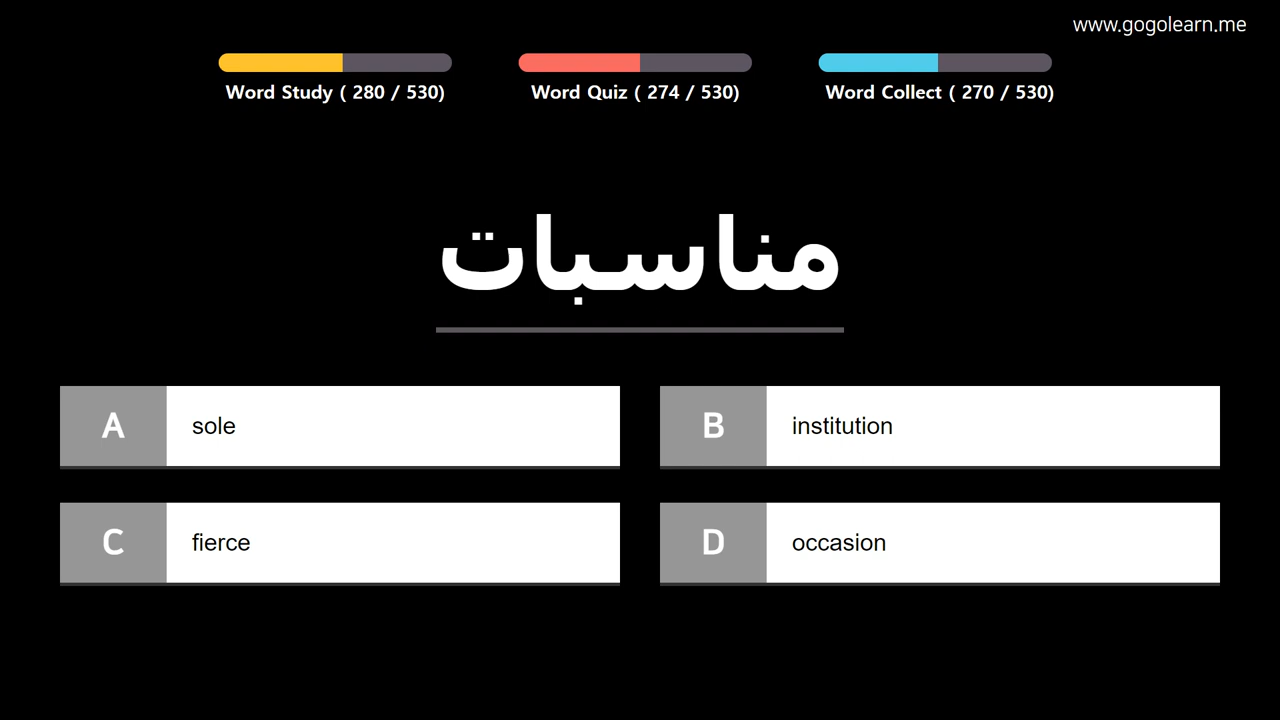 www.gogolearn.me
Word Study ( 280 / 530)
Word Quiz ( 274 / 530)
Word Collect ( 270 / 530)
مناسبات
A sole
B institution
C fierce
D occasion